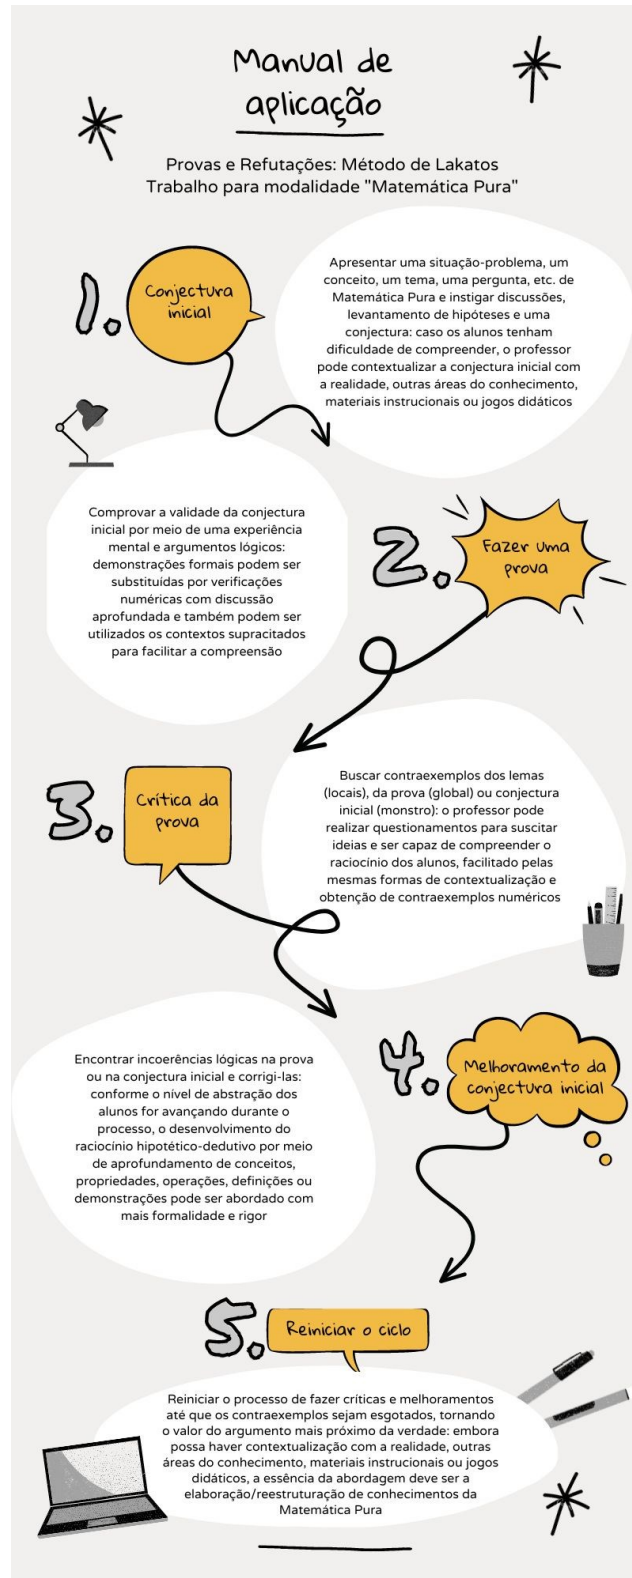 Manual de
aplicação
Provas e Refutações: Método de Lakatos
Trabalho para modalidade "Matemática Pura"
1.
Conjectura
inicial
Apresentar uma situação-problema, um
conceito, um tema, uma pergunta, etc. de
Matemática Pura e instigar discussões,
levantamento de hipóteses e uma
conjectura: caso os alunos tenham
dificuldade de compreender, o professor
pode contextualizar a conjectura inicial com
a realidade, outras áreas do conhecimento,
materiais instrucionais ou jogos didáticos
2.
Fazer uma
prova
Comprovar a validade da conjectura
inicial por meio de uma experiência
mental e argumentos lógicos:
demonstrações formais podem ser
substituídas por verificações
numéricas com discussão
aprofundada e também podem ser
utilizados os contextos supracitados
para facilitar a compreensão
3.
Crítica da
prova
Buscar contraexemplos dos lemas
(locais), da prova (global) ou conjectura
inicial (monstro): o professor pode
realizar questionamentos para suscitar
ideias e ser capaz de compreender o
raciocínio dos alunos, facilitado pelas
mesmas formas de contextualização e
obtenção de contraexemplos numéricos
4.
Melhoramento da
conjectura inicial
Encontrar incoerências lógicas na prova
ou na conjectura inicial e corrigi-las:
conforme o nível de abstração dos
alunos for avançando durante o
processo, o desenvolvimento do
raciocínio hipotético-dedutivo por meio
de aprofundamento de conceitos,
propriedades, operações, definições ou
demonstrações pode ser abordado com
mais formalidade e rigor
5.
Reiniciar o ciclo
Reiniciar o processo de fazer críticas e melhoramentos
até que os contraexemplos sejam esgotados, tornando
o valor do argumento mais próximo da verdade: embora
possa haver contextualização com a realidade, outras
áreas do conhecimento, materiais instrucionais ou jogos
didáticos, a essência da abordagem deve ser a
elaboração/reestruturação de conhecimentos da
Matemática Pura